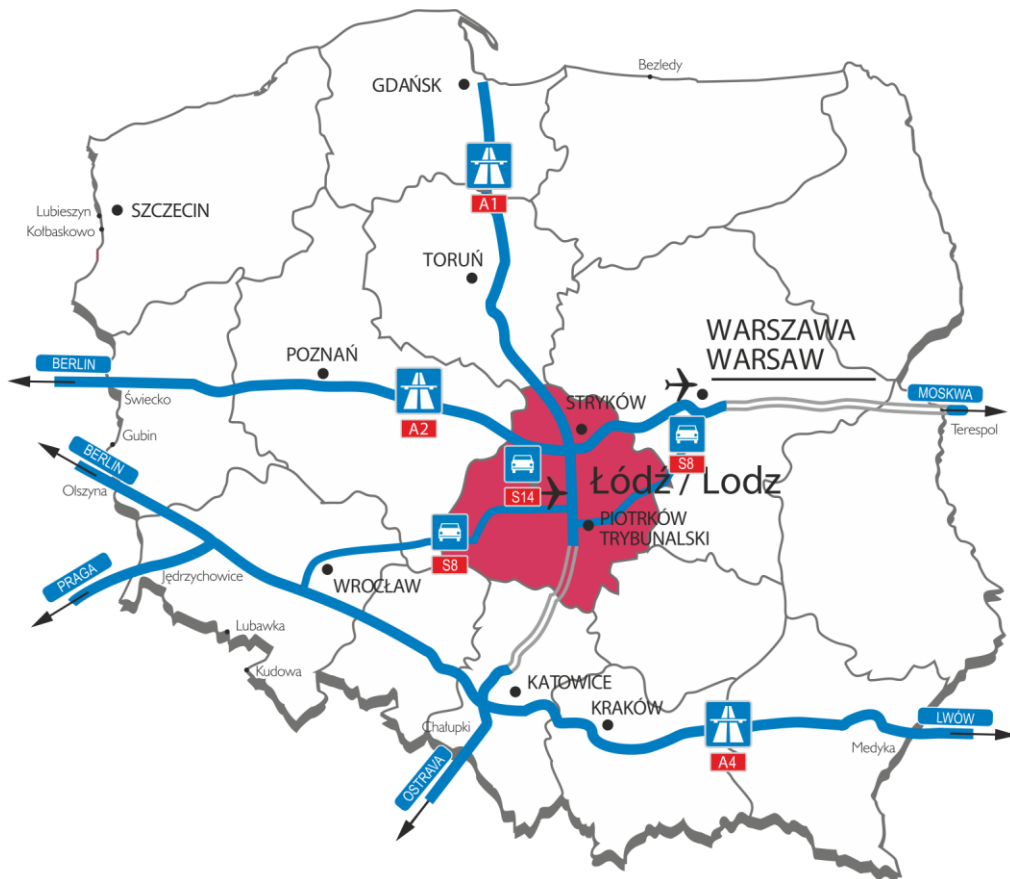 Bezledy
GDAŃSK
A1
Lubieszyn
SZCZECIN
Kołbaskowo
TORUŃ
WARSZAWA
WARSAW
POZNAŃ
BERLIN
MOSKWA
Świecko
A2
STRYKÓW
Terespol
Gubin
BERLIN
S8
Olszyna
S14
Łódź / Lodz
PIOTRKÓW
TRYBUNALSKI
S8
PRAGA
Jędrzychowice
WROCŁAW
Lubawka
Kudowa
KATOWICE
KRAKÓW
LWÓW
Chałupki
Medyka
A4
OSTRAVA